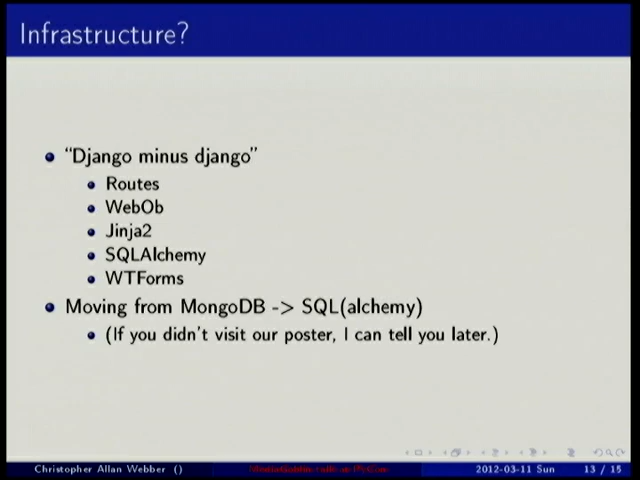 Infrastructure?
“Django minus django”
Routes
WebOb
Jinja2
SQLAlchemy
WTForms
Moving from MongoDB -> SQL(alchemy)
(If you didn't visit our poster, I can tell you later.)
Christopher Allan Webber ()
2012-03-11 Sun
13 / 15